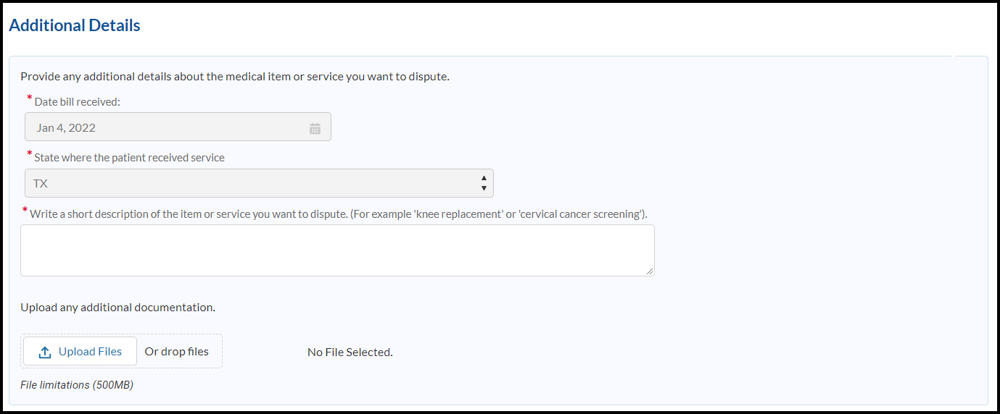 Additional Details
Provide any additional details about the medical item or service you want to dispute.
* Date bill received:
Jan 4, 2022
* State where the patient received service
TX
* Write a short description of the item or service you want to dispute. (For example 'knee replacement' or 'cervical cancer screening').
Upload any additional documentation.
Upload Files Or drop files No File Selected.
File limitations (500MB)